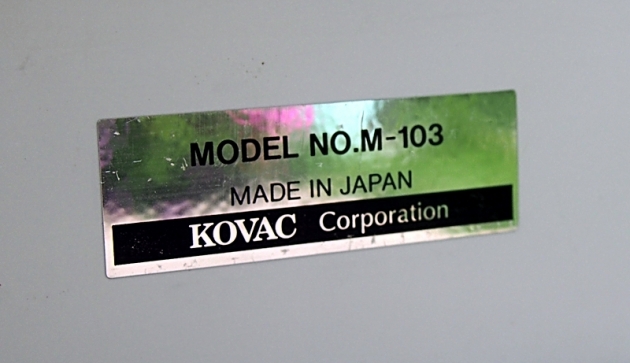 MODEL NO.M-103
MADE IN JAPAN
KOVAC Corporation